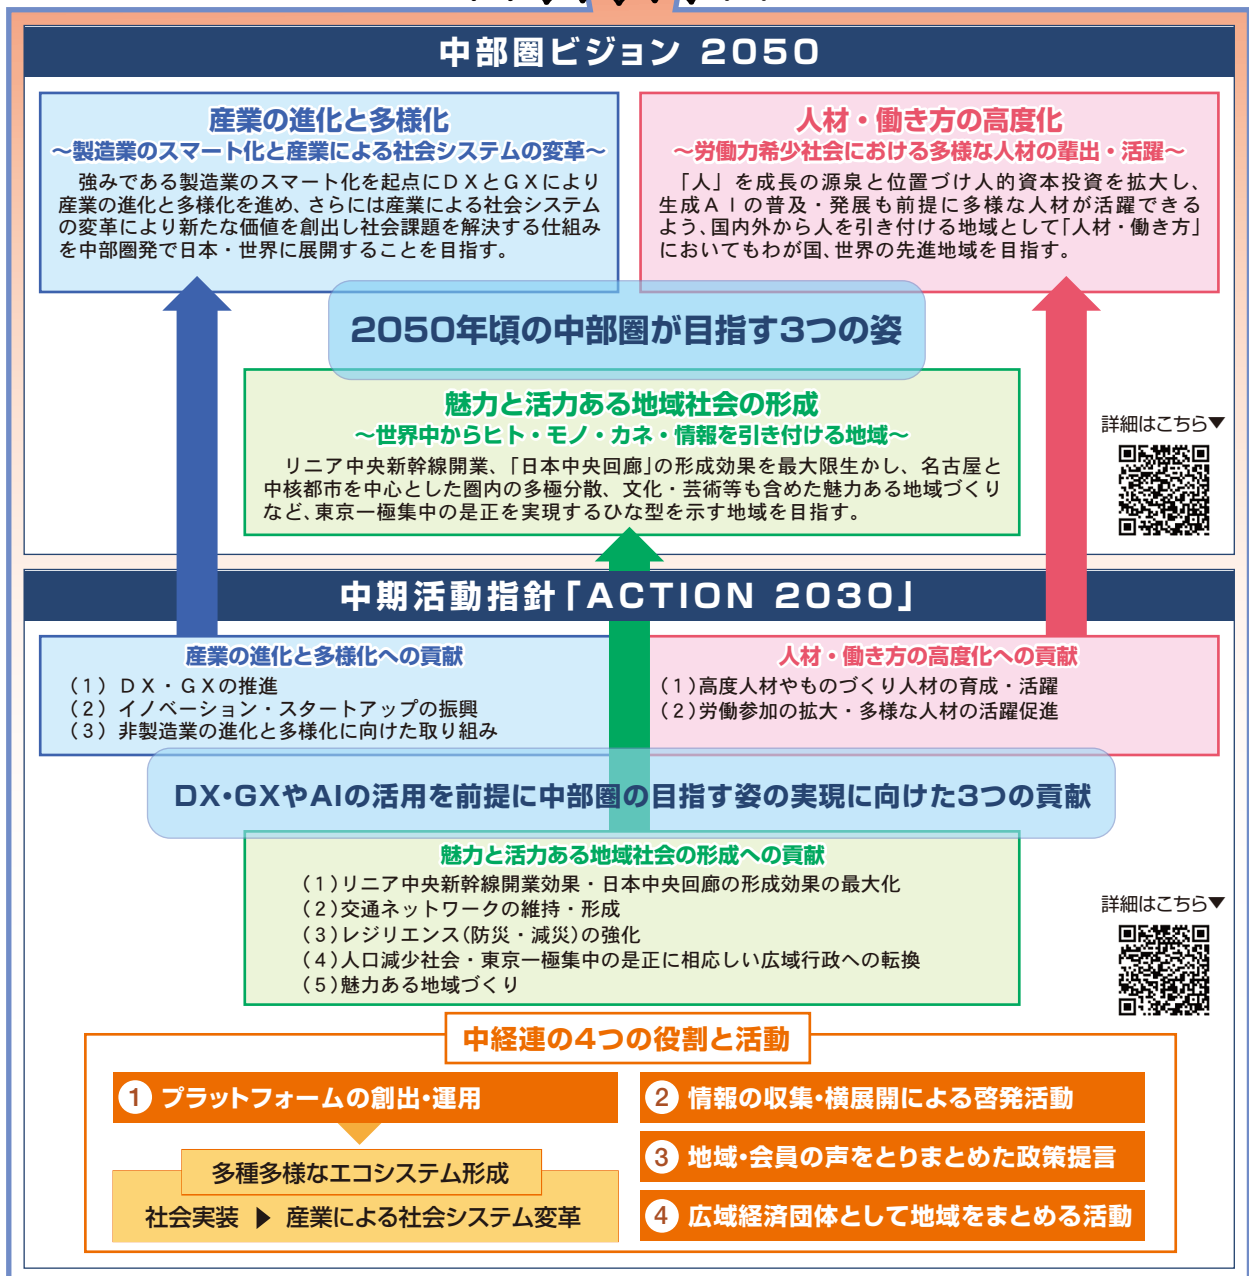 中部圏ビジョン 2050
産業の進化と多様化
～製造業のスマート化と産業による社会システムの変革～
強みである製造業のスマート化を起点にＤＸとＧＸにより
産業の進化と多様化を進め、さらには産業による社会システム
の変革により新たな価値を創出し社会課題を解決する仕組み
を中部圏発で日本・世界に展開することを目指す。
人材・働き方の高度化
～労働力希少社会における多様な人材の輩出・活躍～
「人」を成長の源泉と位置づけ人的資本投資を拡大し、
生成ＡＩの普及・発展も前提に多様な人材が活躍できる
よう、国内外から人を引き付ける地域として「人材・働き方」
においてもわが国、世界の先進地域を目指す。
2050年頃の中部圏が目指す3つの姿
魅力と活力ある地域社会の形成
～世界中からヒト・モノ・カネ・情報を引き付ける地域～
リニア中央新幹線開業、「日本中央回廊」の形成効果を最大限生かし、名古屋と
中核都市を中心とした圏内の多極分散、文化・芸術等も含めた魅力ある地域づくり
など、東京一極集中の是正を実現するひな型を示す地域を目指す。
詳細はこちら▼
中期活動指針「ACTION 2030」
産業の進化と多様化への貢献
（１）ＤＸ・ＧＸの推進
（２）イノベーション・スタートアップの振興
（３）非製造業の進化と多様化に向けた取り組み
人材・働き方の高度化への貢献
（１）高度人材やものづくり人材の育成・活躍
（２）労働参加の拡大・多様な人材の活躍促進
DX・GXやAIの活用を前提に中部圏の目指す姿の実現に向けた3つの貢献
魅力と活力ある地域社会の形成への貢献
（１）リニア中央新幹線開業効果・日本中央回廊の形成効果の最大化
（２）交通ネットワークの維持・形成
（３）レジリエンス（防災・減災）の強化
（４）人口減少社会・東京一極集中の是正に相応しい広域行政への転換
（５）魅力ある地域づくり
詳細はこちら▼
中経連の4つの役割と活動
① プラットフォームの創出・運用
多種多様なエコシステム形成
社会実装 ▶ 産業による社会システム変革
② 情報の収集・横展開による啓発活動
③ 地域・会員の声をとりまとめた政策提言
④ 広域経済団体として地域をまとめる活動